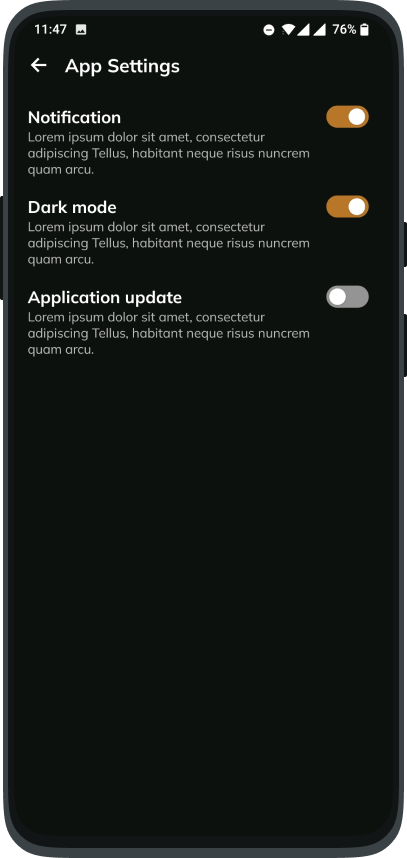 11:47
76%
App Settings
Notification
Lorem ipsum dolor sit amet, consectetur
adipiscing Tellus, habitant neque risus nuncrem
quam arcu.
Dark mode
Lorem ipsum dolor sit amet, consectetur
adipiscing Tellus, habitant neque risus nuncrem
quam arcu.
Application update
Lorem ipsum dolor sit amet, consectetur
adipiscing Tellus, habitant neque risus nuncrem
quam arcu.